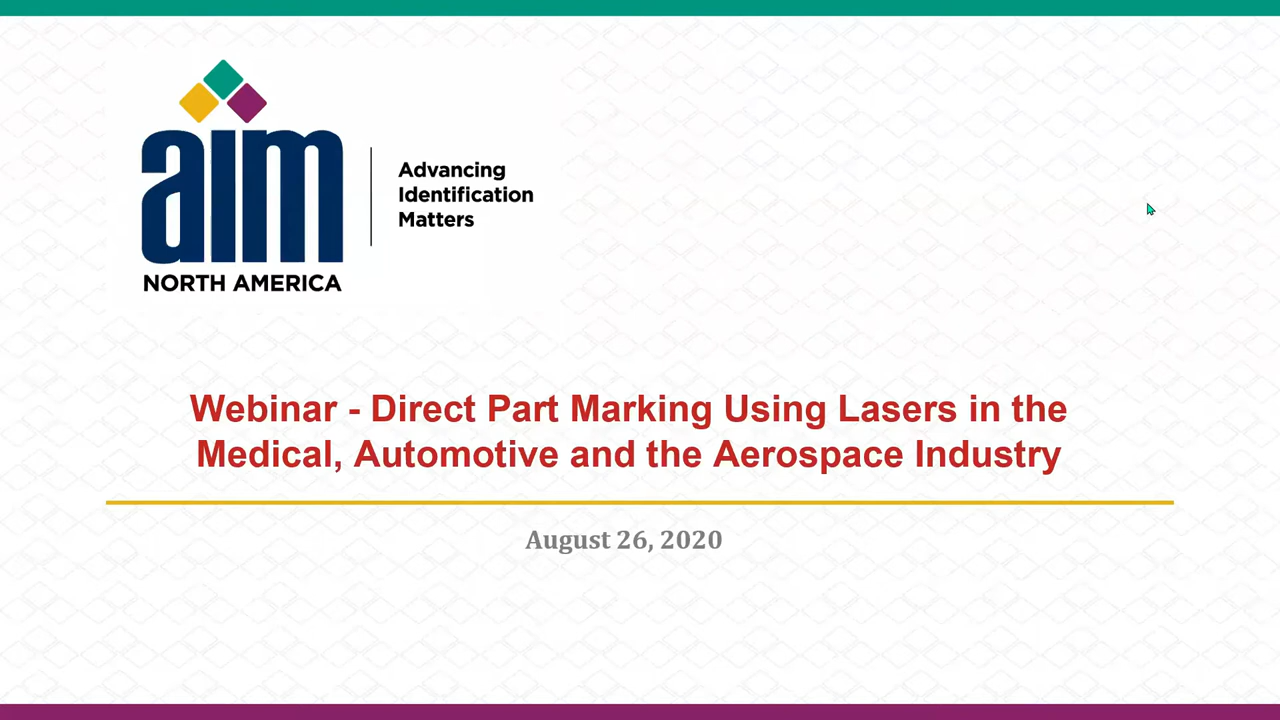 aim
NORTH AMERICA
Advancing
Identification
Matters
Webinar - Direct Part Marking Using Lasers in the
Medical, Automotive and the Aerospace Industry
August 26, 2020